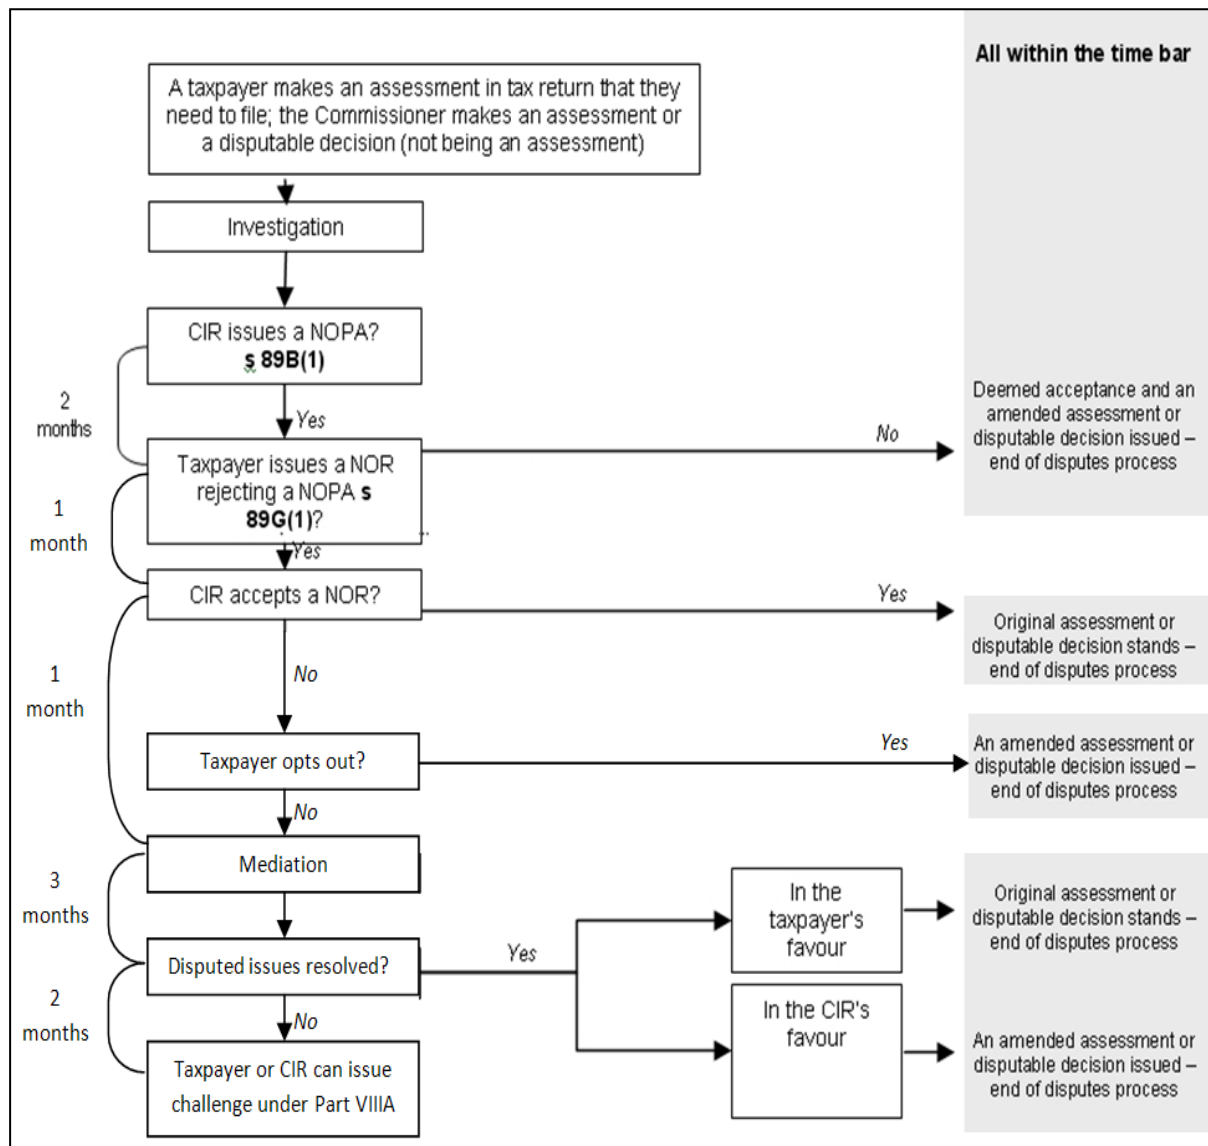 All within the time bar
A taxpayer makes an assessment in tax return that they
need to file; the Commissioner makes an assessment or
a disputable decision (not being an assessment)
Investigation
CIR issues a NOPA?
s 89B(1)
2
months
Yes
Taxpayer issues a NOR
rejecting a NOPA s
89G(1)?
No
Deemed acceptance and an
amended assessment or
disputable decision issued –
end of disputes process
1
month
Yes
CIR accepts a NOR?
Yes
Original assessment or
disputable decision stands –
end of disputes process
1
month
No
Taxpayer opts out?
Yes
An amended assessment or
disputable decision issued –
end of disputes process
No
Mediation
3
months
Disputed issues resolved?
Yes
In the
taxpayer's
favour
Original assessment or
disputable decision stands –
end of disputes process
In the CIR's
favour
An amended assessment or
disputable decision issued –
end of disputes process
2
months
No
Taxpayer or CIR can issue
challenge under Part VIIIA